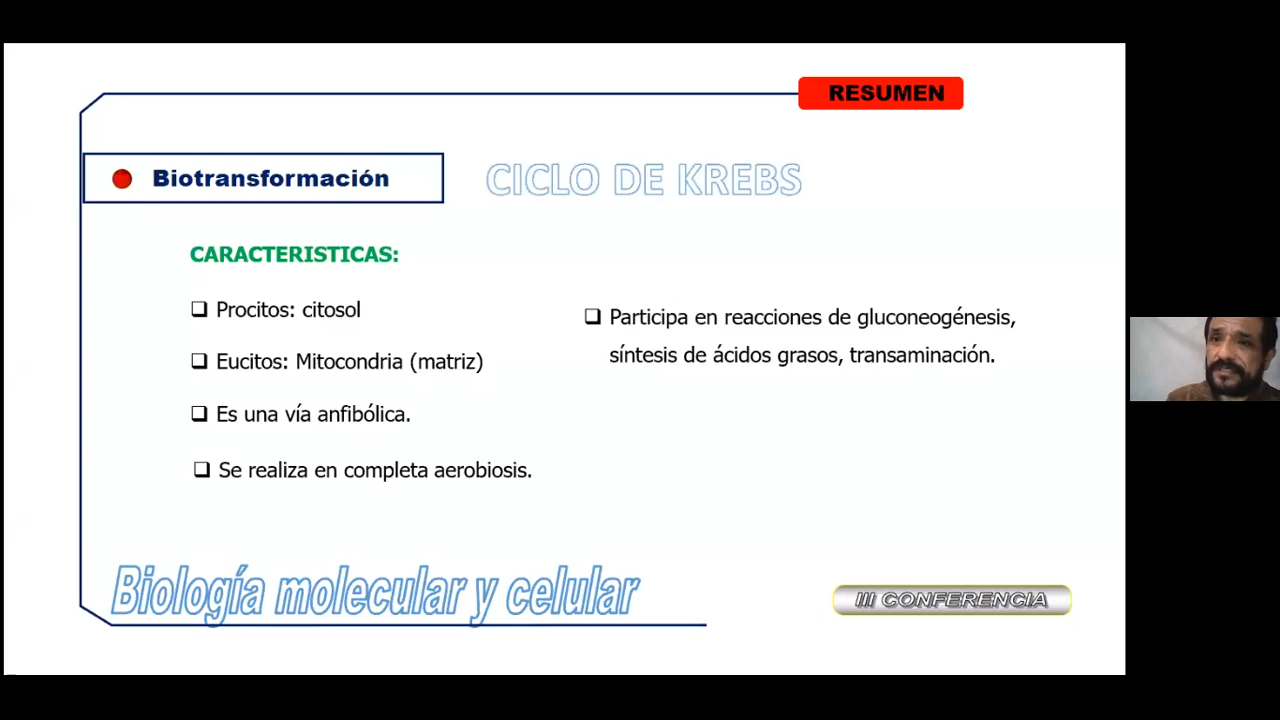 RESUMEN
Biotransformación
CICLO DE KREBS
CARACTERISTICAS:
Procitos: citosol
Eucitos: Mitocondria (matriz)
Es una vía anfibólica.
Se realiza en completa aerobiosis.
Participa en reacciones de gluconeogénesis,
síntesis de ácidos grasos, transaminación.
Biología molecular y celular
III CONFERENCIA